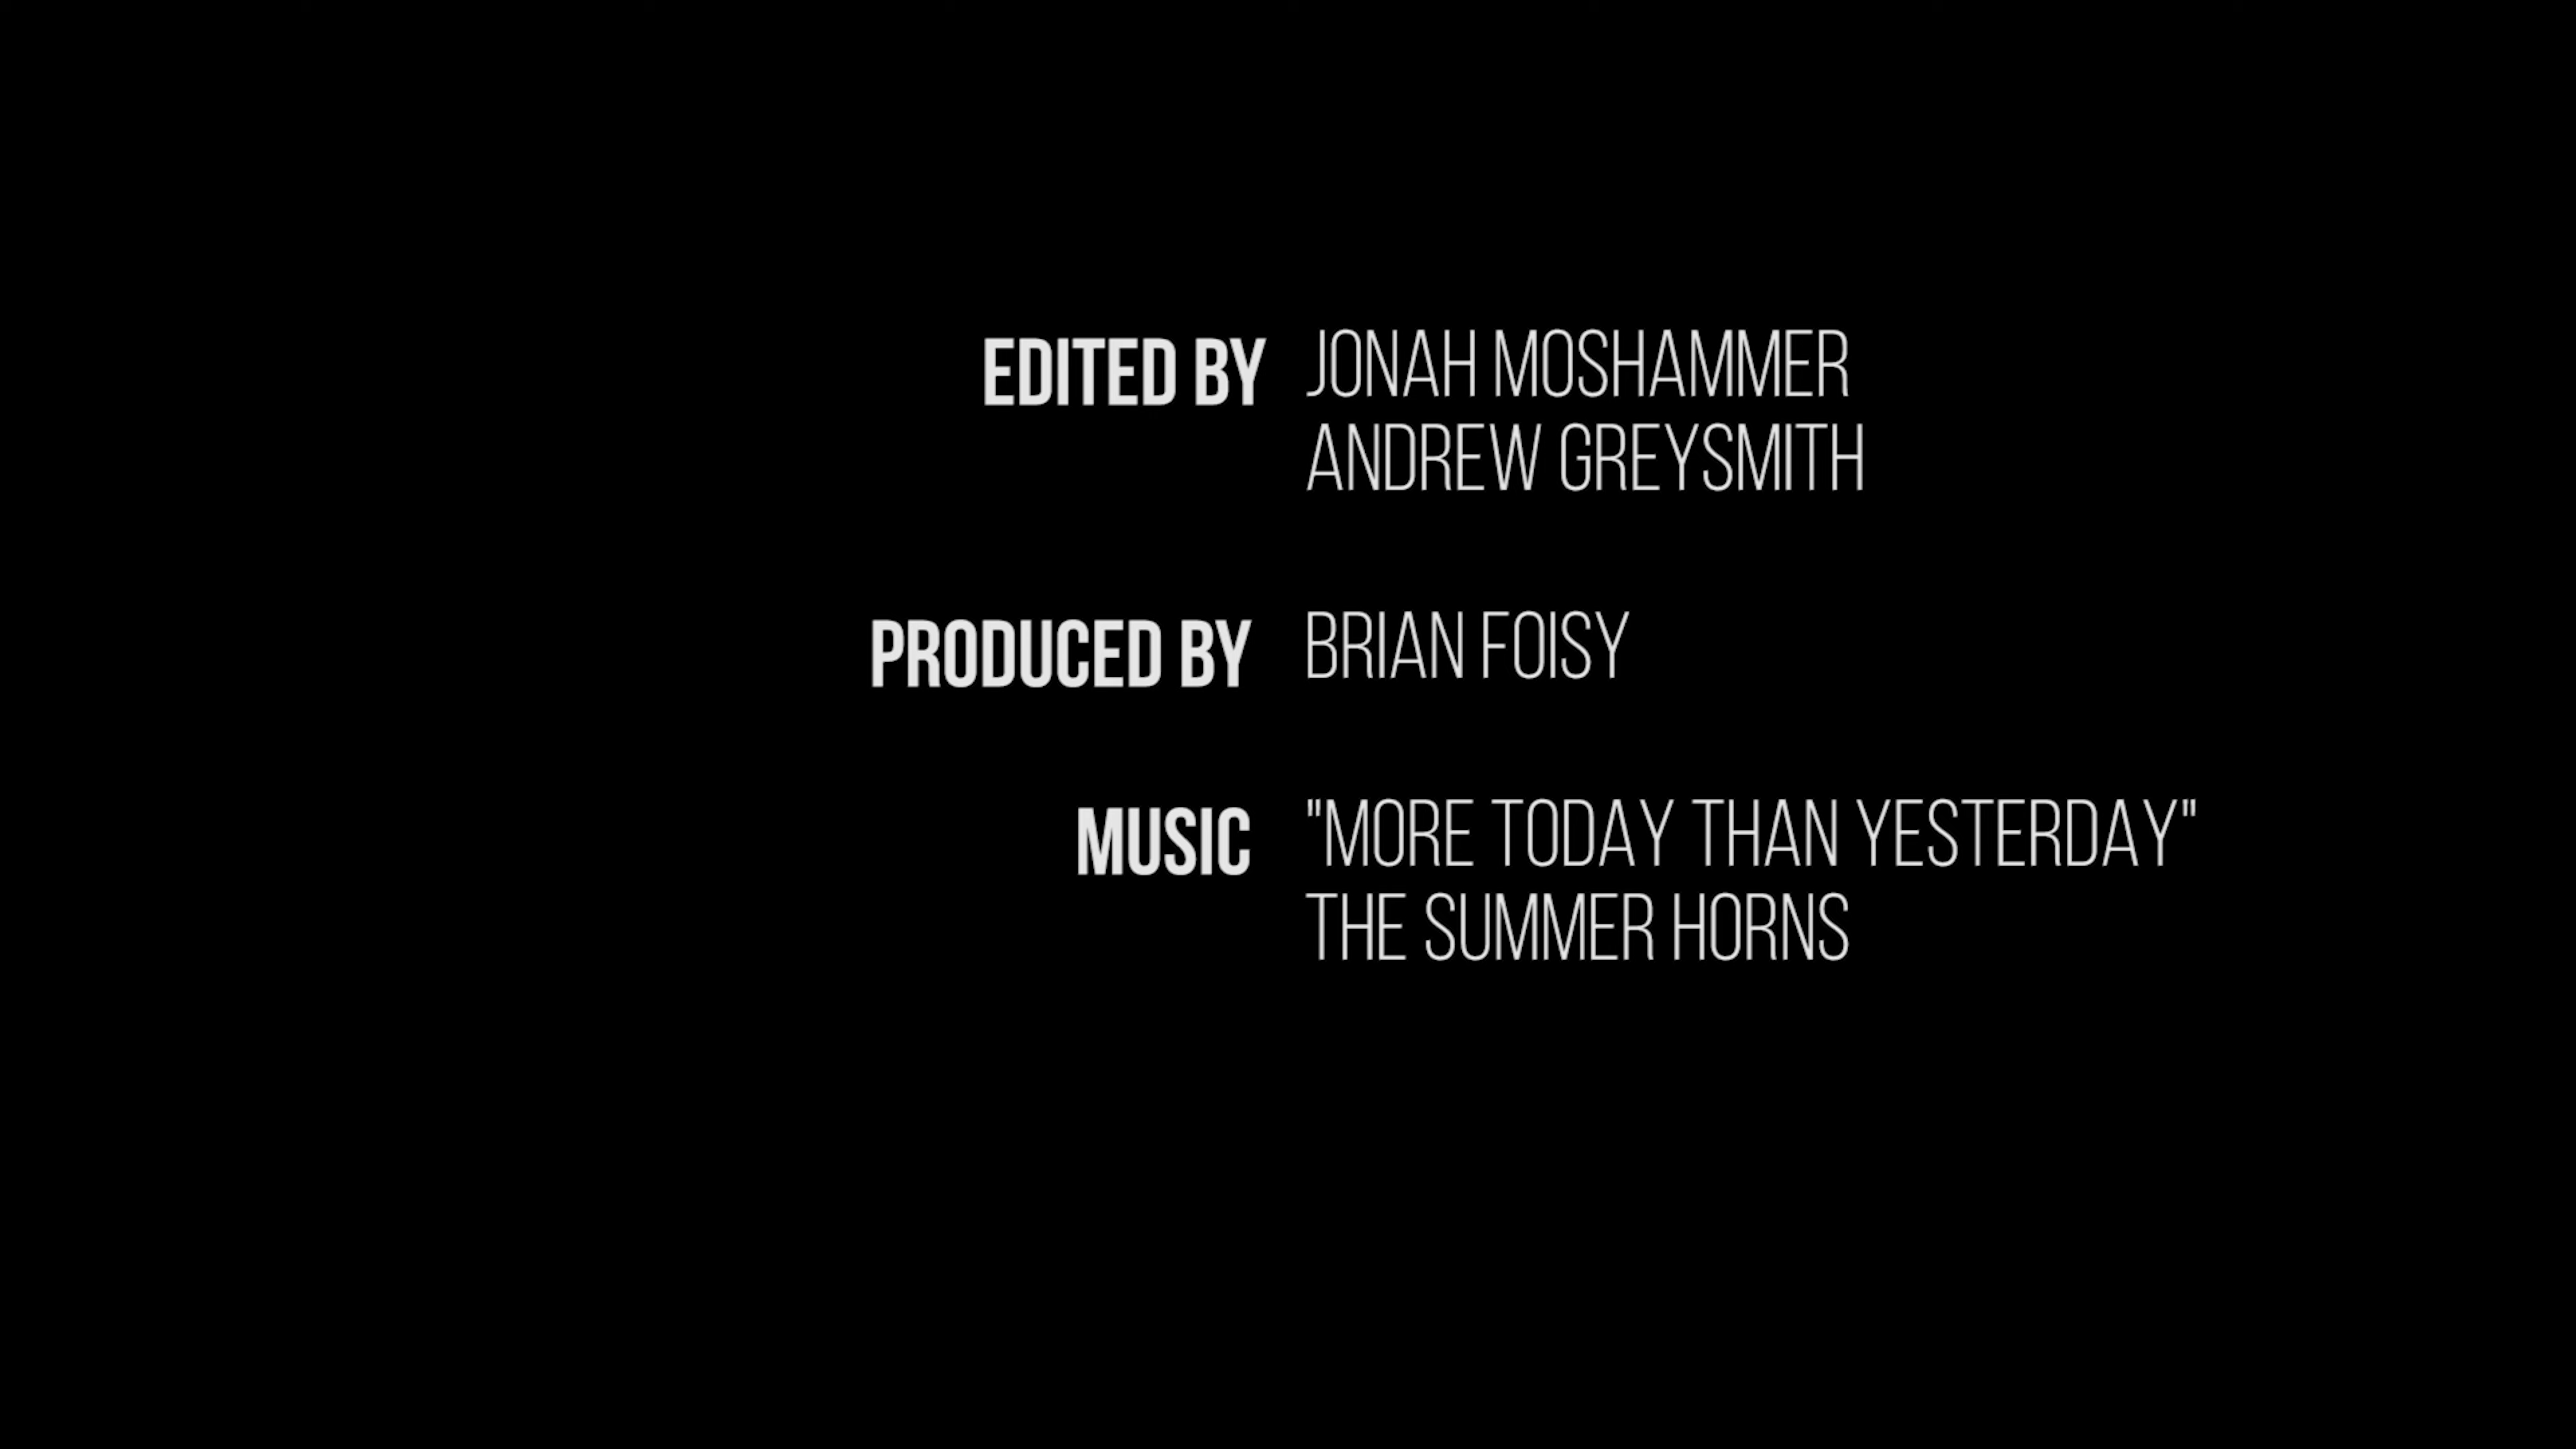 EDITED BY JONAH MOSHAMMER
ANDREW GREYSMITH
PRODUCED BY BRIAN FOISY
MUSIC "MORE TODAY THAN YESTERDAY"
THE SUMMER HORNS